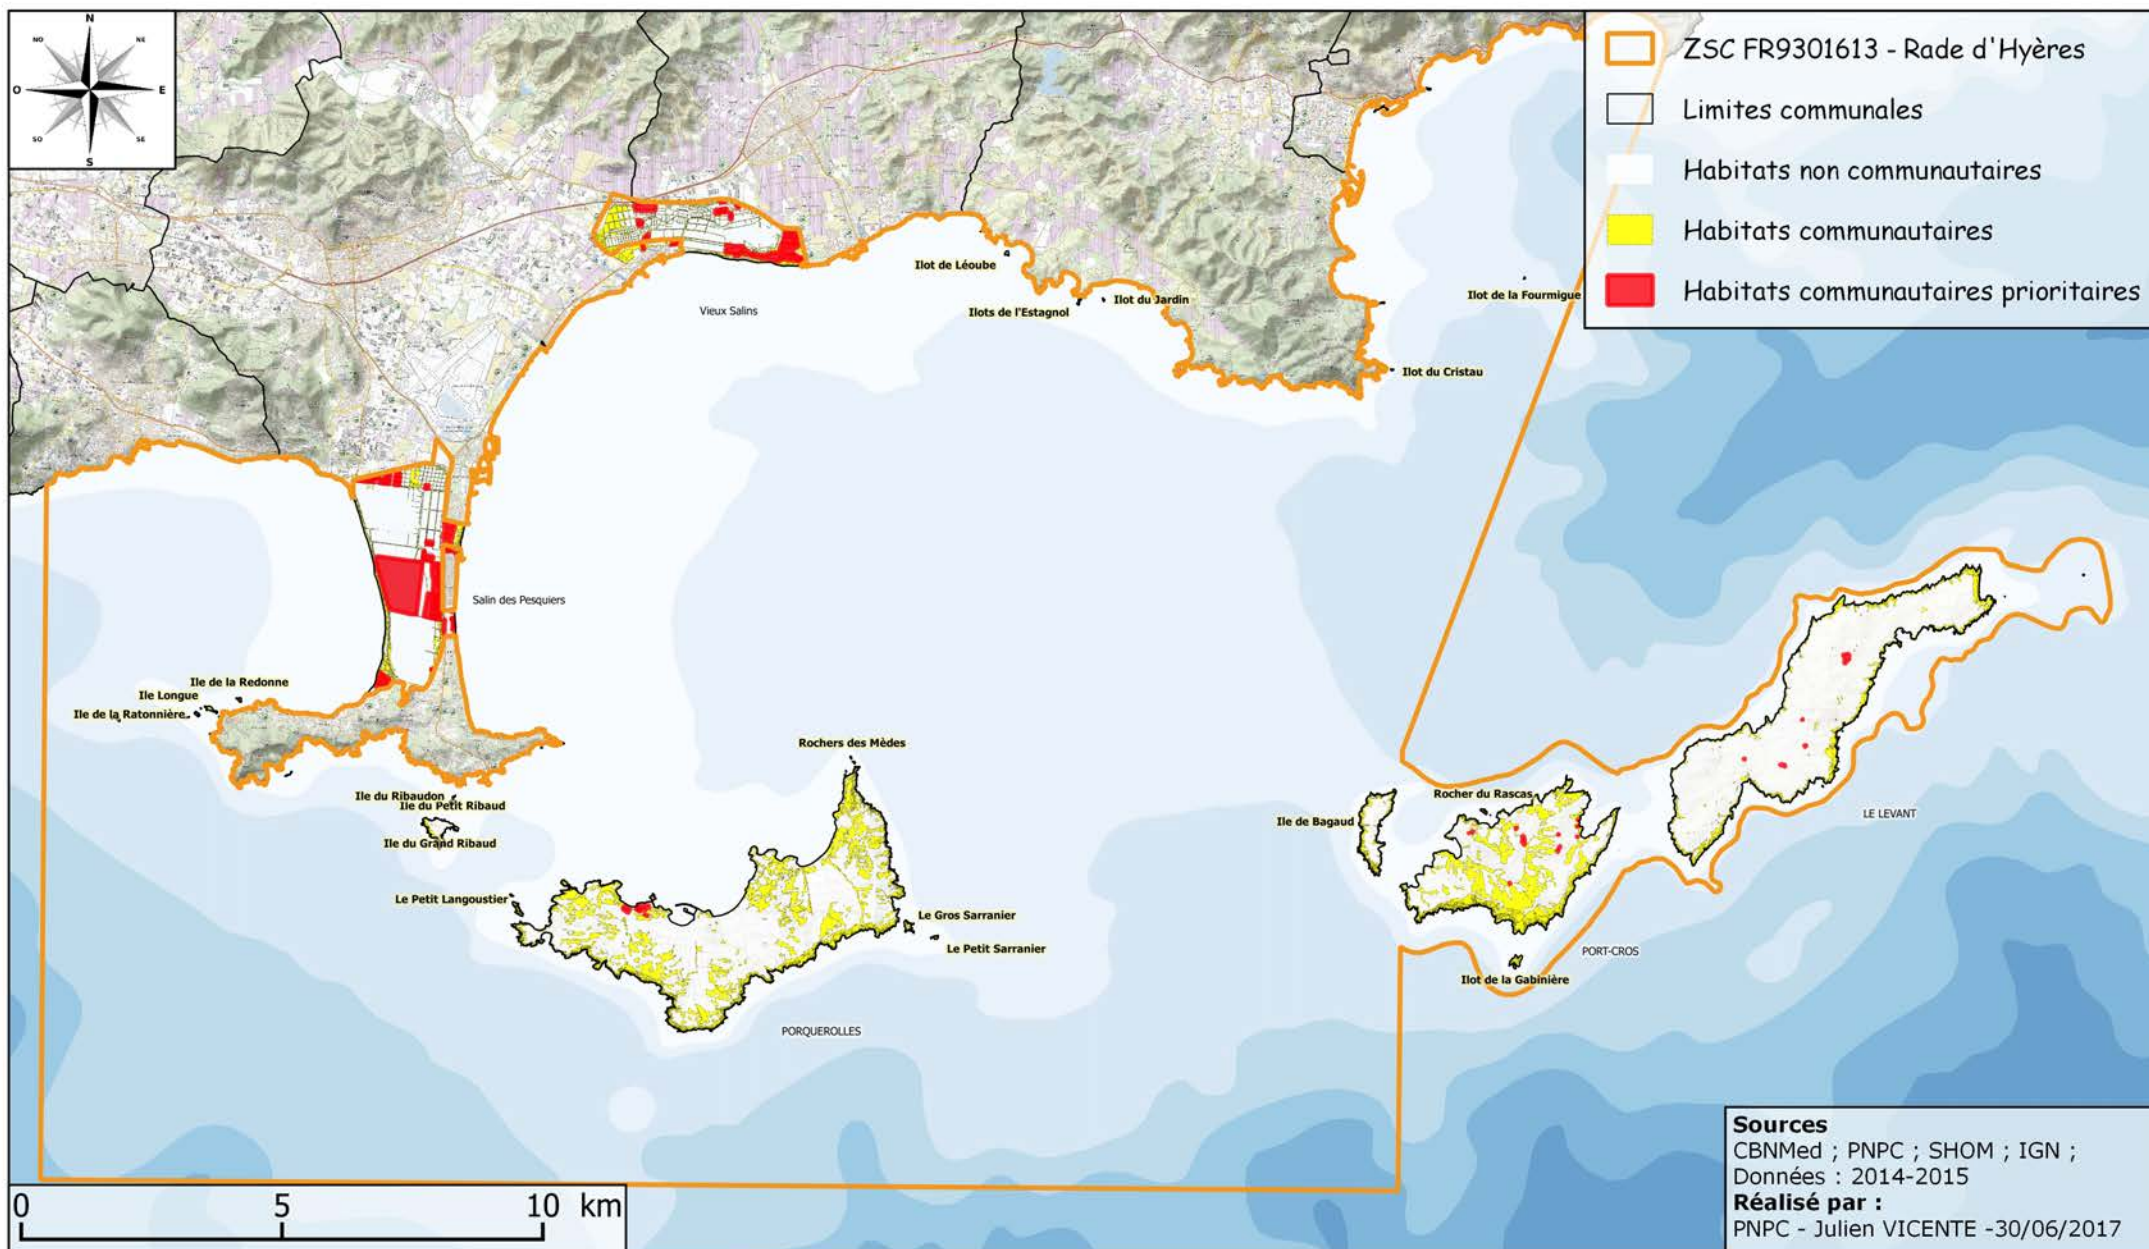 N
NO
NE
O
E
SO
SE
S
ZSC FR9301613 - Rade d'Hyères
Limites communales
Habitats non communautaires
Habitats communautaires
Habitats communautaires prioritaires
Ilot de Léoube
Vieux Salins
Ilots de l'Estagnol
Ilot du Jardin
Ilot de la Fourmigue
Ilot du Cristau
Salin des Pesquiers
Ile de la Redonne
Ile Longue
Ile de la Ratonnière
Rochers des Mèdes
Ile du Ribaudon
Ile du Petit Ribaud
Ile du Grand Ribaud
Ile de Bagaud
Rocher du Rascas
LE LEVANT
Le Petit Langoustier
Le Gros Sarranier
Le Petit Sarranier
PORT-CROS
Ilot de la Gabinière
PORQUEROLLES
0 5 10 km
Sources
CBNMed ; PNPC ; SHOM ; IGN ;
Données : 2014-2015
Réalisé par :
PNPC - Julien VICENTE -30/06/2017